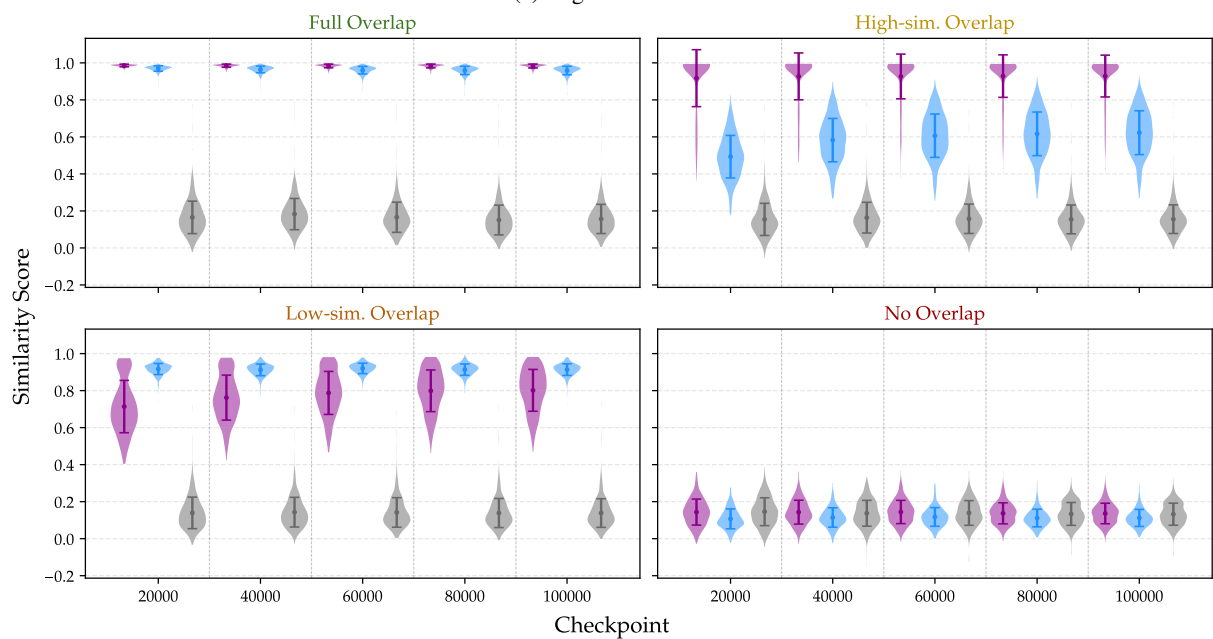 Full Overlap
High-sim. Overlap
1.0
0.8
0.6
0.4
0.2
0.0
−0.2
Low-sim. Overlap
No Overlap
1.0
0.8
0.6
0.4
0.2
0.0
−0.2
20000 40000 60000 80000 100000
20000 40000 60000 80000 100000
Similarity Score
Checkpoint